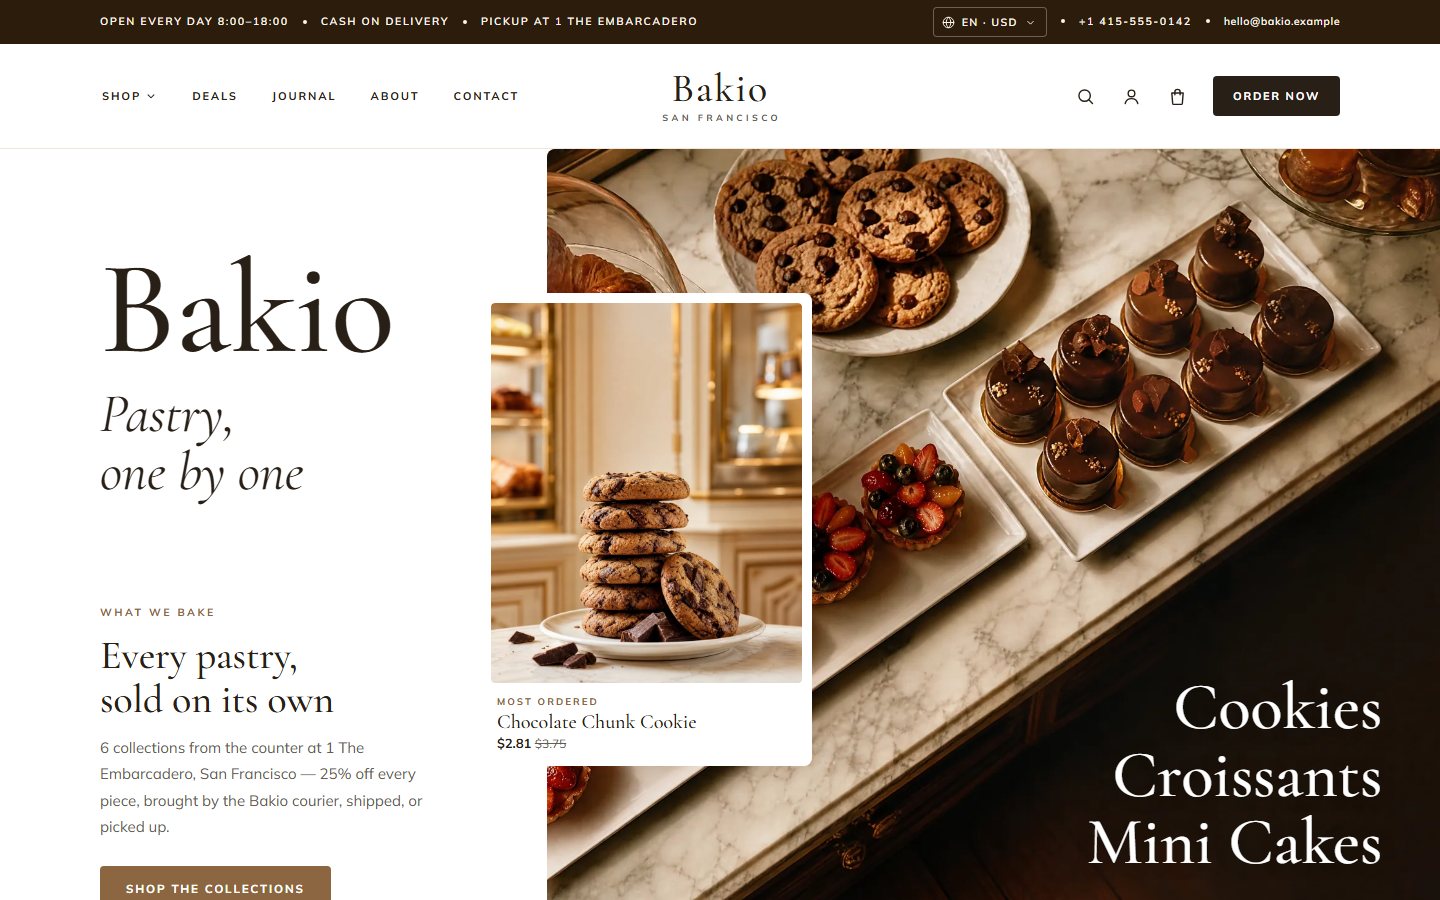 OPEN EVERY DAY 8:00–18:00 • CASH ON DELIVERY • PICKUP AT 1 THE EMBARCADERO
EN · USD • +1 415-555-0142 • hello@bakio.example
SHOP DEALS JOURNAL ABOUT CONTACT
Bakio
SAN FRANCISCO
ORDER NOW
Bakio
Pastry,
one by one
WHAT WE BAKE
Every pastry,
sold on its own
6 collections from the counter at 1 The
Embarcadero, San Francisco — 25% off every
piece, brought by the Bakio courier, shipped, or
picked up.
SHOP THE COLLECTIONS
MOST ORDERED
Chocolate Chunk Cookie
$2.81 $3.75
Cookies
Croissants
Mini Cakes